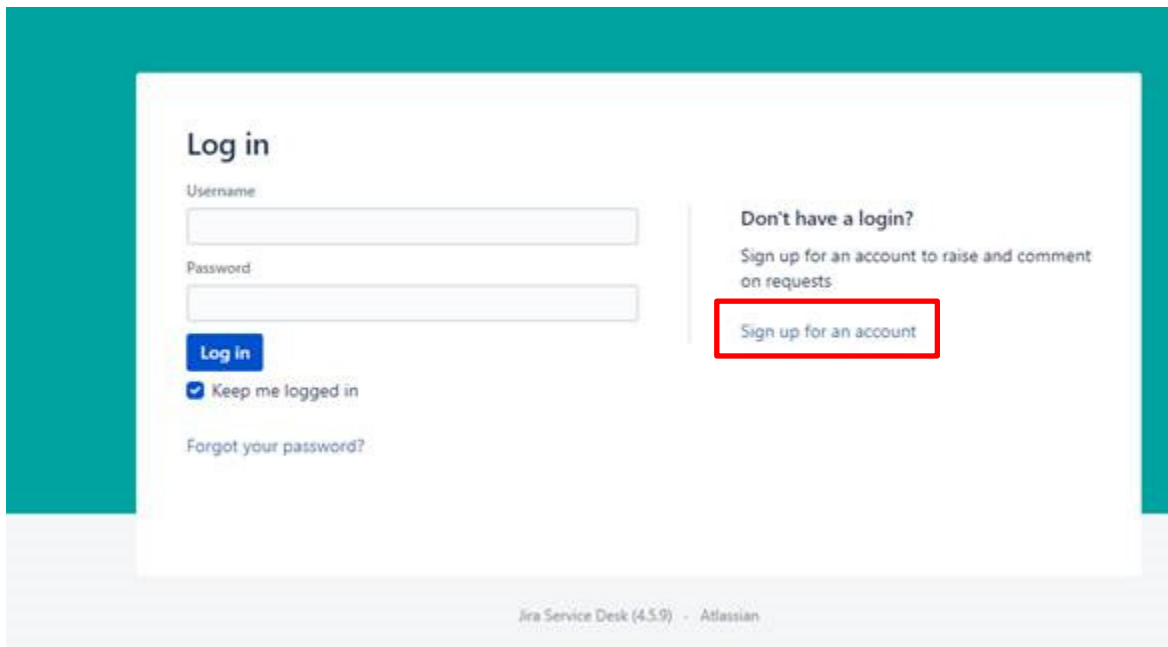 Log in
Username
Password
Log in
Keep me logged in
Forgot your password?
Don't have a login?
Sign up for an account to raise and comment
on requests
Sign up for an account
Jira Service Desk (4.5.9) - Atlassian